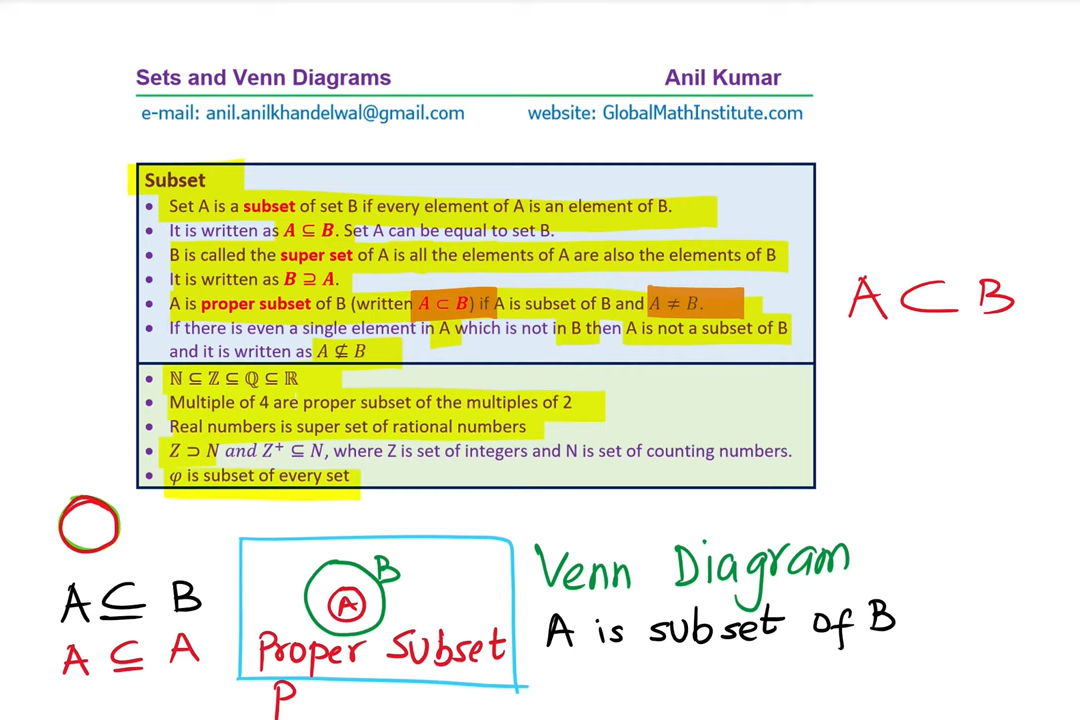 Sets and Venn Diagrams Anil Kumar
e-mail: anil.anilkhandelwal@gmail.com website: GlobalMathInstitute.com
Subset
• Set A is a subset of set B if every element of A is an element of B.
• It is written as A ⊆ B. Set A can be equal to set B.
• B is called the super set of A is all the elements of A are also the elements of B
• It is written as B ⊇ A.
• A is proper subset of B (written A ⊂ B) if A is subset of B and A ≠ B.
• If there is even a single element in A which is not in B then A is not a subset of B
and it is written as A ⊈ B
• ℕ ⊆ ℤ ⊆ ℚ ⊆ ℝ
• Multiple of 4 are proper subset of the multiples of 2
• Real numbers is super set of rational numbers
• Z ⊃ N and Z⁺ ⊆ N, where Z is set of integers and N is set of counting numbers.
• φ is subset of every set
A ⊂ B
A ⊆ B
A ⊆ A
B
A
Proper Subset
P
Venn Diagram
A is subset of B